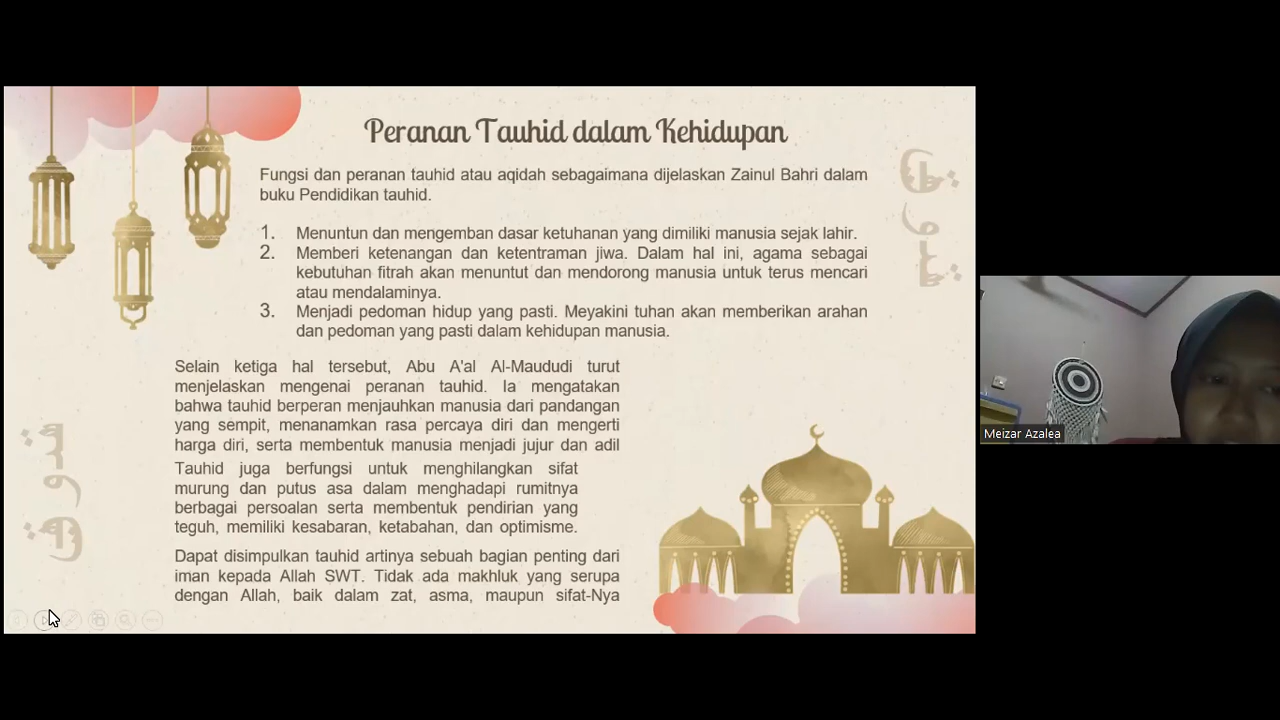 Peranan Tauhid dalam Kehidupan
Fungsi dan peranan tauhid atau aqidah sebagaimana dijelaskan Zainul Bahri dalam
buku Pendidikan tauhid.
1. Menuntun dan mengemban dasar ketuhanan yang dimiliki manusia sejak lahir.
2. Memberi ketenangan dan ketentraman jiwa. Dalam hal ini, agama sebagai
kebutuhan fitrah akan menuntut dan mendorong manusia untuk terus mencari
atau mendalaminya.
3. Menjadi pedoman hidup yang pasti. Meyakini tuhan akan memberikan arahan
dan pedoman yang pasti dalam kehidupan manusia.
Selain ketiga hal tersebut, Abu A'al Al-Maududi turut
menjelaskan mengenai peranan tauhid. Ia mengatakan
bahwa tauhid berperan menjauhkan manusia dari pandangan
yang sempit, menanamkan rasa percaya diri dan mengerti
harga diri, serta membentuk manusia menjadi jujur dan adil
Tauhid juga berfungsi untuk menghilangkan sifat
murung dan putus asa dalam menghadapi rumitnya
berbagai persoalan serta membentuk pendirian yang
teguh, memiliki kesabaran, ketabahan, dan optimisme.
Dapat disimpulkan tauhid artinya sebuah bagian penting dari
iman kepada Allah SWT. Tidak ada makhluk yang serupa
dengan Allah, baik dalam zat, asma, maupun sifat-Nya
Meizar Azalea